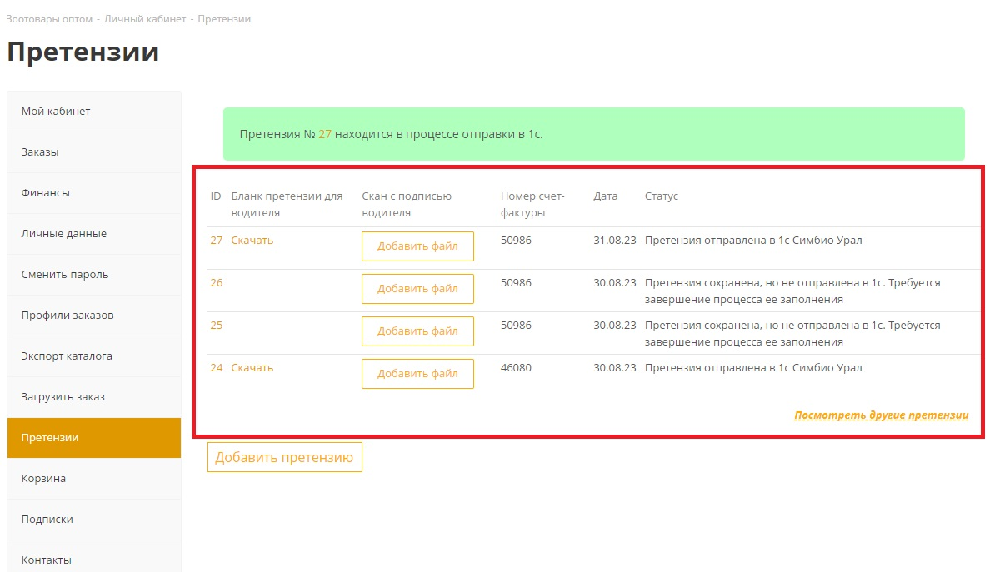 Зоотовары оптом - Личный кабинет - Претензии
Претензии
Мой кабинет
Заказы
Финансы
Личные данные
Сменить пароль
Профили заказов
Экспорт каталога
Загрузить заказ
Претензии
Корзина
Подписки
Контакты
Претензия № 27 находится в процессе отправки в 1с.
ID Бланк претензии для Скан с подписью Номер счет- Дата Статус
водителя водителя фактуры
27 Скачать Добавить файл 50986 31.08.23 Претензия отправлена в 1с Симбио Урал
26 Добавить файл 50986 30.08.23 Претензия сохранена, но не отправлена в 1с. Требуется
завершение процесса ее заполнения
25 Добавить файл 50986 30.08.23 Претензия сохранена, но не отправлена в 1с. Требуется
завершение процесса ее заполнения
24 Скачать Добавить файл 46080 30.08.23 Претензия отправлена в 1с Симбио Урал
Посмотреть другие претензии
Добавить претензию